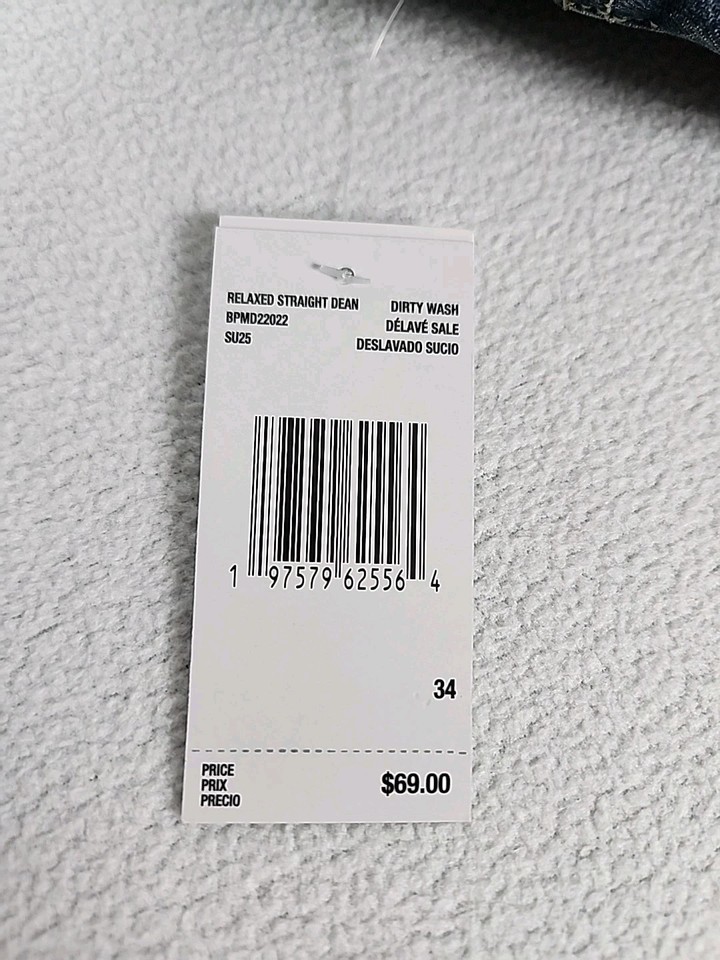 RELAXED STRAIGHT DEAN
BPMD22022
SU25
DIRTY WASH
DÉLAVÉ SALE
DESLAVADO SUCIO
1 97579 62556 4
34
PRICE
PRIX
PRECIO
$69.00